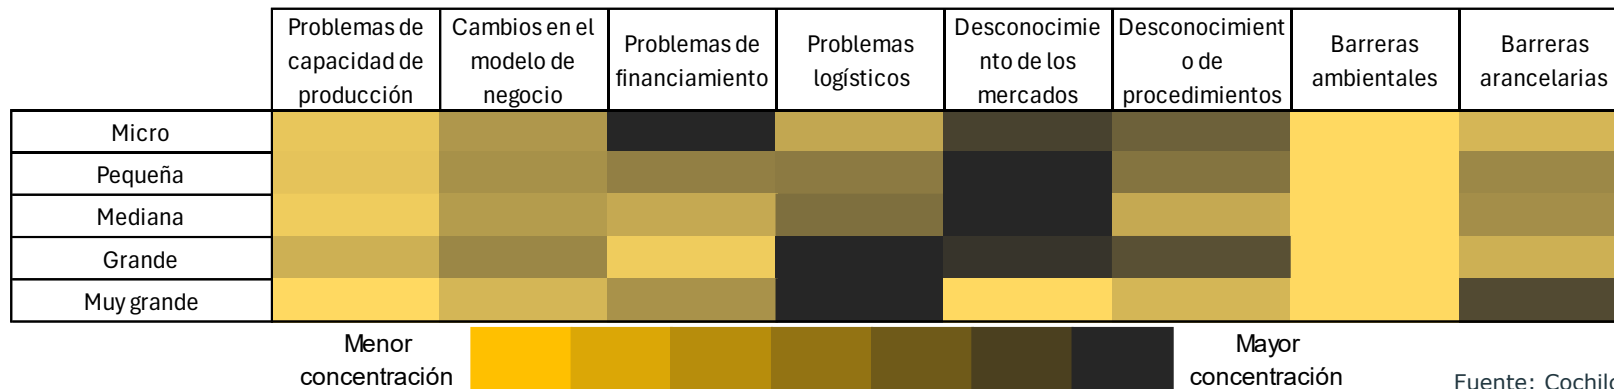 Problemas de
capacidad de
producción
Cambios en el
modelo de
negocio
Problemas de
financiamiento
Problemas
logísticos
Desconocimie
nto de los
mercados
Desconocimient
o de
procedimientos
Barreras
ambientales
Barreras
arancelarias
Micro
Pequeña
Mediana
Grande
Muy grande
Menor
concentración
Mayor
concentración
Fuente: Cochilc